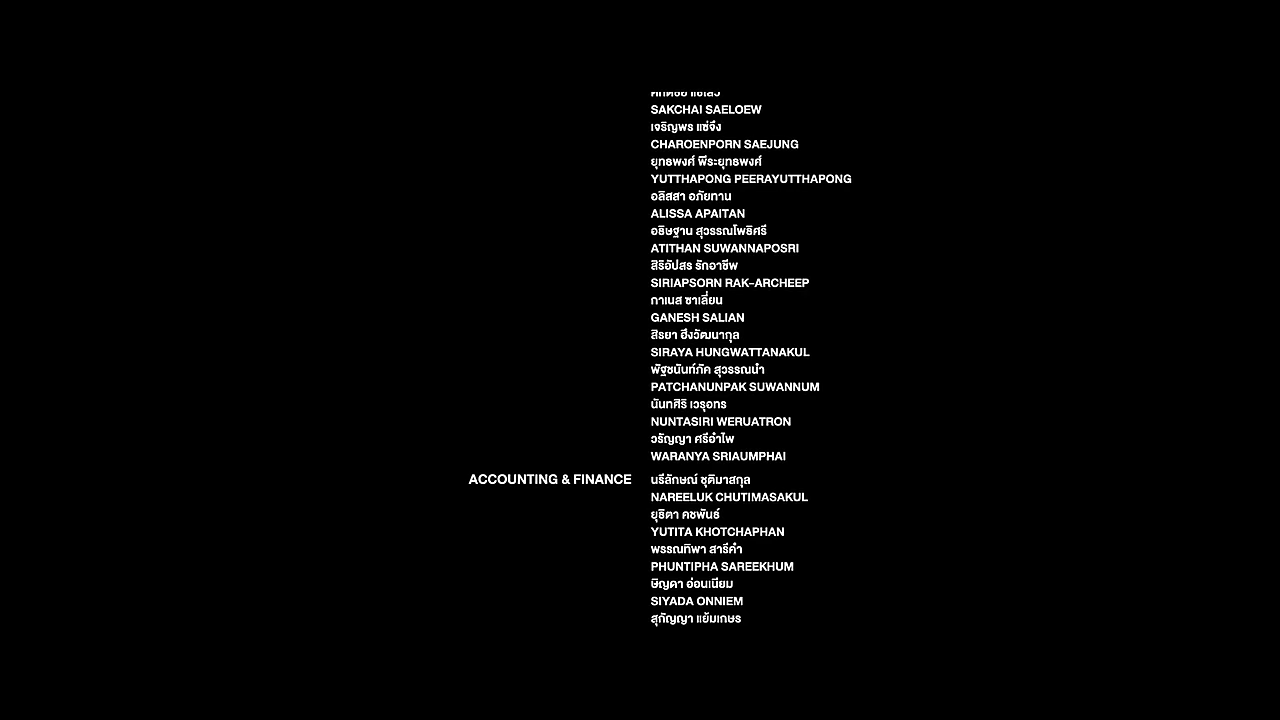 SAKCHAI SAELOEW
เจริญพร แซ่จึง
CHAROENPORN SAEJUNG
ยุทธพงศ์ พีระยุทธพงศ์
YUTTHAPONG PEERAYUTTHAPONG
อลิสสา อภัยทาน
ALISSA APAITAN
อธิษฐาน สุวรรณโพธิศรี
ATITHAN SUWANNAPOSRI
สิริอัปสร รักอาชีพ
SIRIAPSORN RAK-ARCHEEP
กาเนส ซาเลี่ยน
GANESH SALIAN
สิรยา ฮึงวัฒนากุล
SIRAYA HUNGWATTANAKUL
พัฐชนันท์ภัค สุวรรณนำ
PATCHANUNPAK SUWANNUM
นันทศิริ เวรุอทร
NUNTASIRI WERUATRON
วรัญญา ศรีอำไพ
WARANYA SRIAUMPHAI
ACCOUNTING & FINANCE นรีลักษณ์ ชุติมาสกุล
NAREELUK CHUTIMASAKUL
ยุธิตา คชพันธ์
YUTITA KHOTCHAPHAN
พรรณทิพา สารีคำ
PHUNTIPHA SAREEKHUM
ษิญดา อ่อนเนียม
SIYADA ONNIEM
สุกัญญา แย้มเกษร